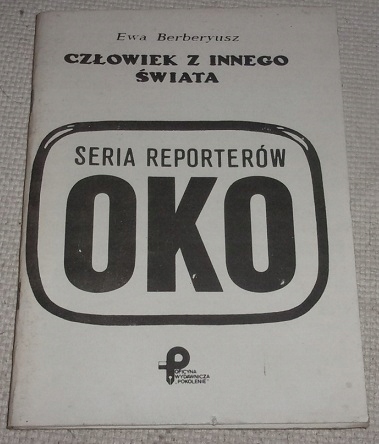 Ewa Berberyusz
CZŁOWIEK Z INNEGO
ŚWIATA
SERIA REPORTERÓW
OKO
OFICYNA
WYDAWNICZA
„POKOLENIE"